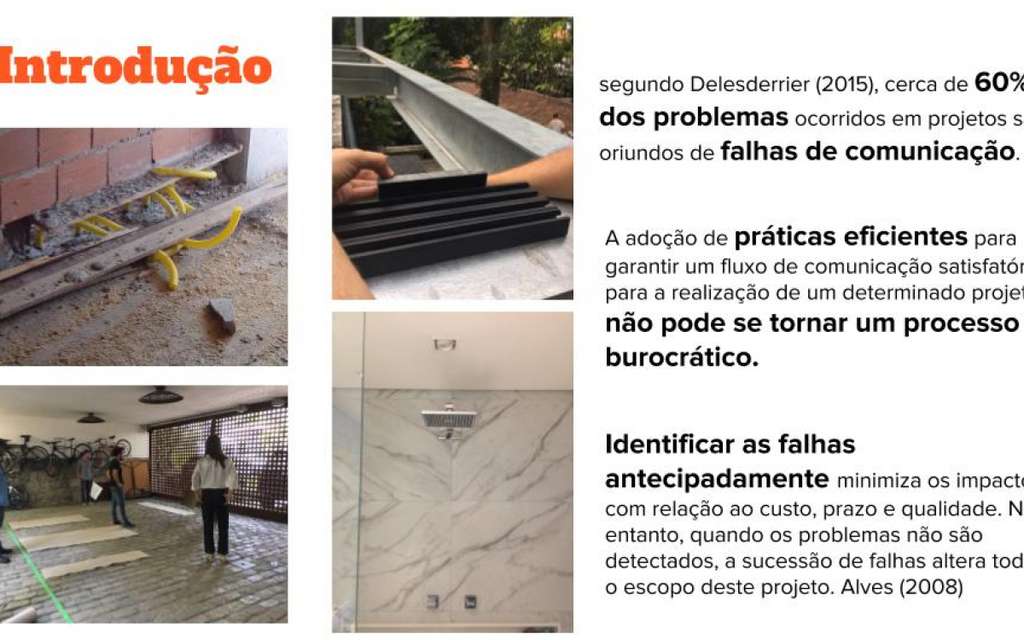 Introdução
segundo Delesderrier (2015), cerca de 60%
dos problemas ocorridos em projetos s
oriundos de falhas de comunicação.
A adoção de práticas eficientes para
garantir um fluxo de comunicação satisfatór
para a realização de um determinado projet
não pode se tornar um processo
burocrático.
Identificar as falhas
antecipadamente minimiza os impacto
com relação ao custo, prazo e qualidade. N
entanto, quando os problemas não são
detectados, a sucessão de falhas altera tod
o escopo deste projeto. Alves (2008)